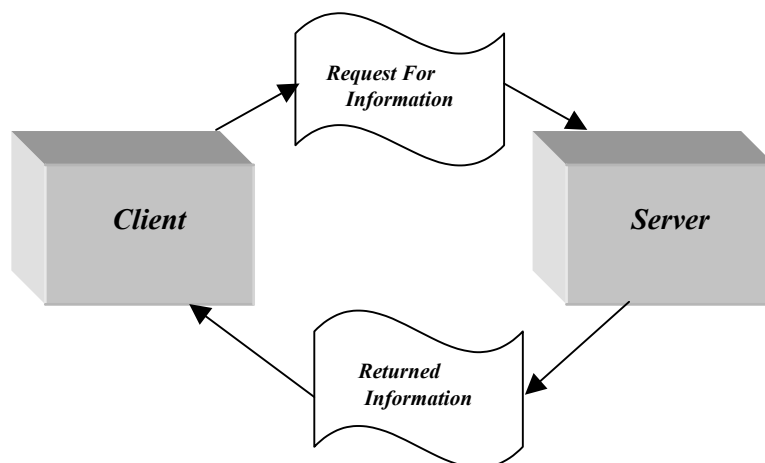 Request For
Information
Client
Server
Returned
Information